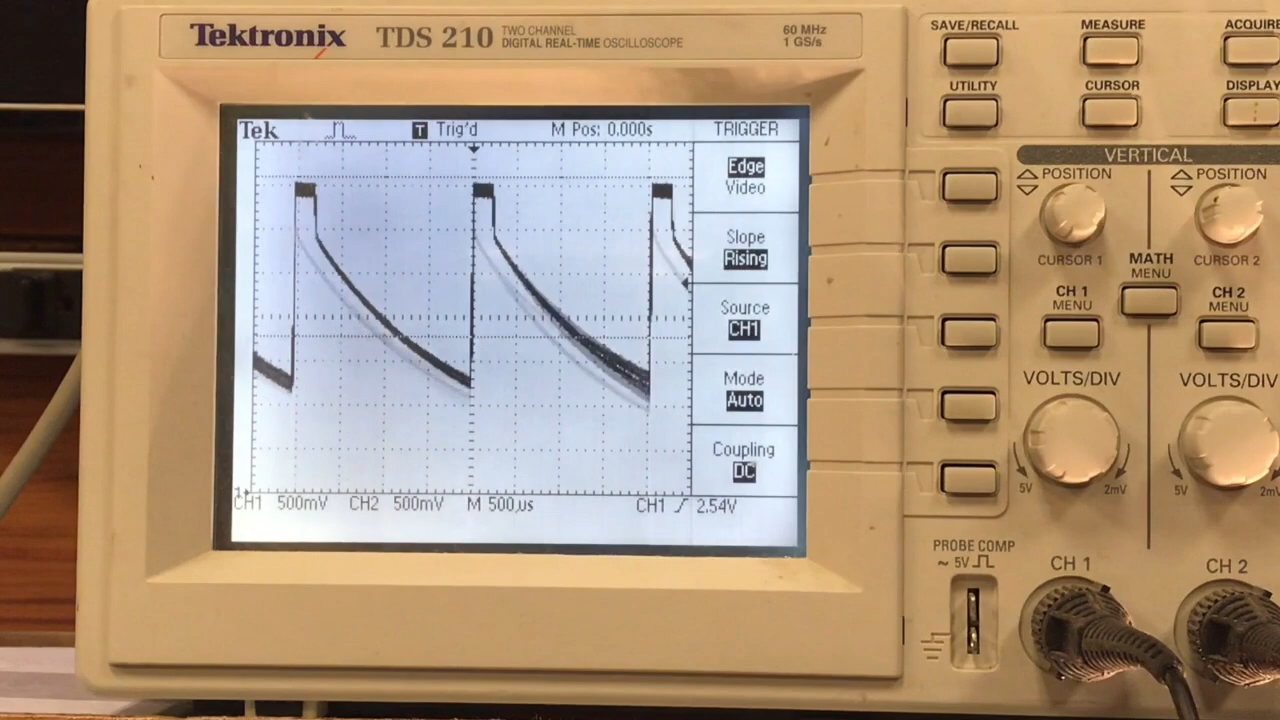 Tektronix TDS 210 TWO CHANNEL DIGITAL REAL-TIME OSCILLOSCOPE 60 MHz 1 GS/s
SAVE/RECALL MEASURE ACQUIRE
UTILITY CURSOR DISPLAY
Tek T Trig'd M Pos: 0.000s TRIGGER
Edge
Video
Slope
Rising
Source
CH1
Mode
Auto
Coupling
DC
1
CH1 500mV CH2 500mV M 500µs CH1 2.54V
VERTICAL
POSITION POSITION
CURSOR 1 CURSOR 2
MATH
MENU
CH 1
MENU
CH 2
MENU
VOLTS/DIV VOLTS/DIV
5V 2mV 5V 2mV
PROBE COMP
~ 5V
CH 1 CH 2